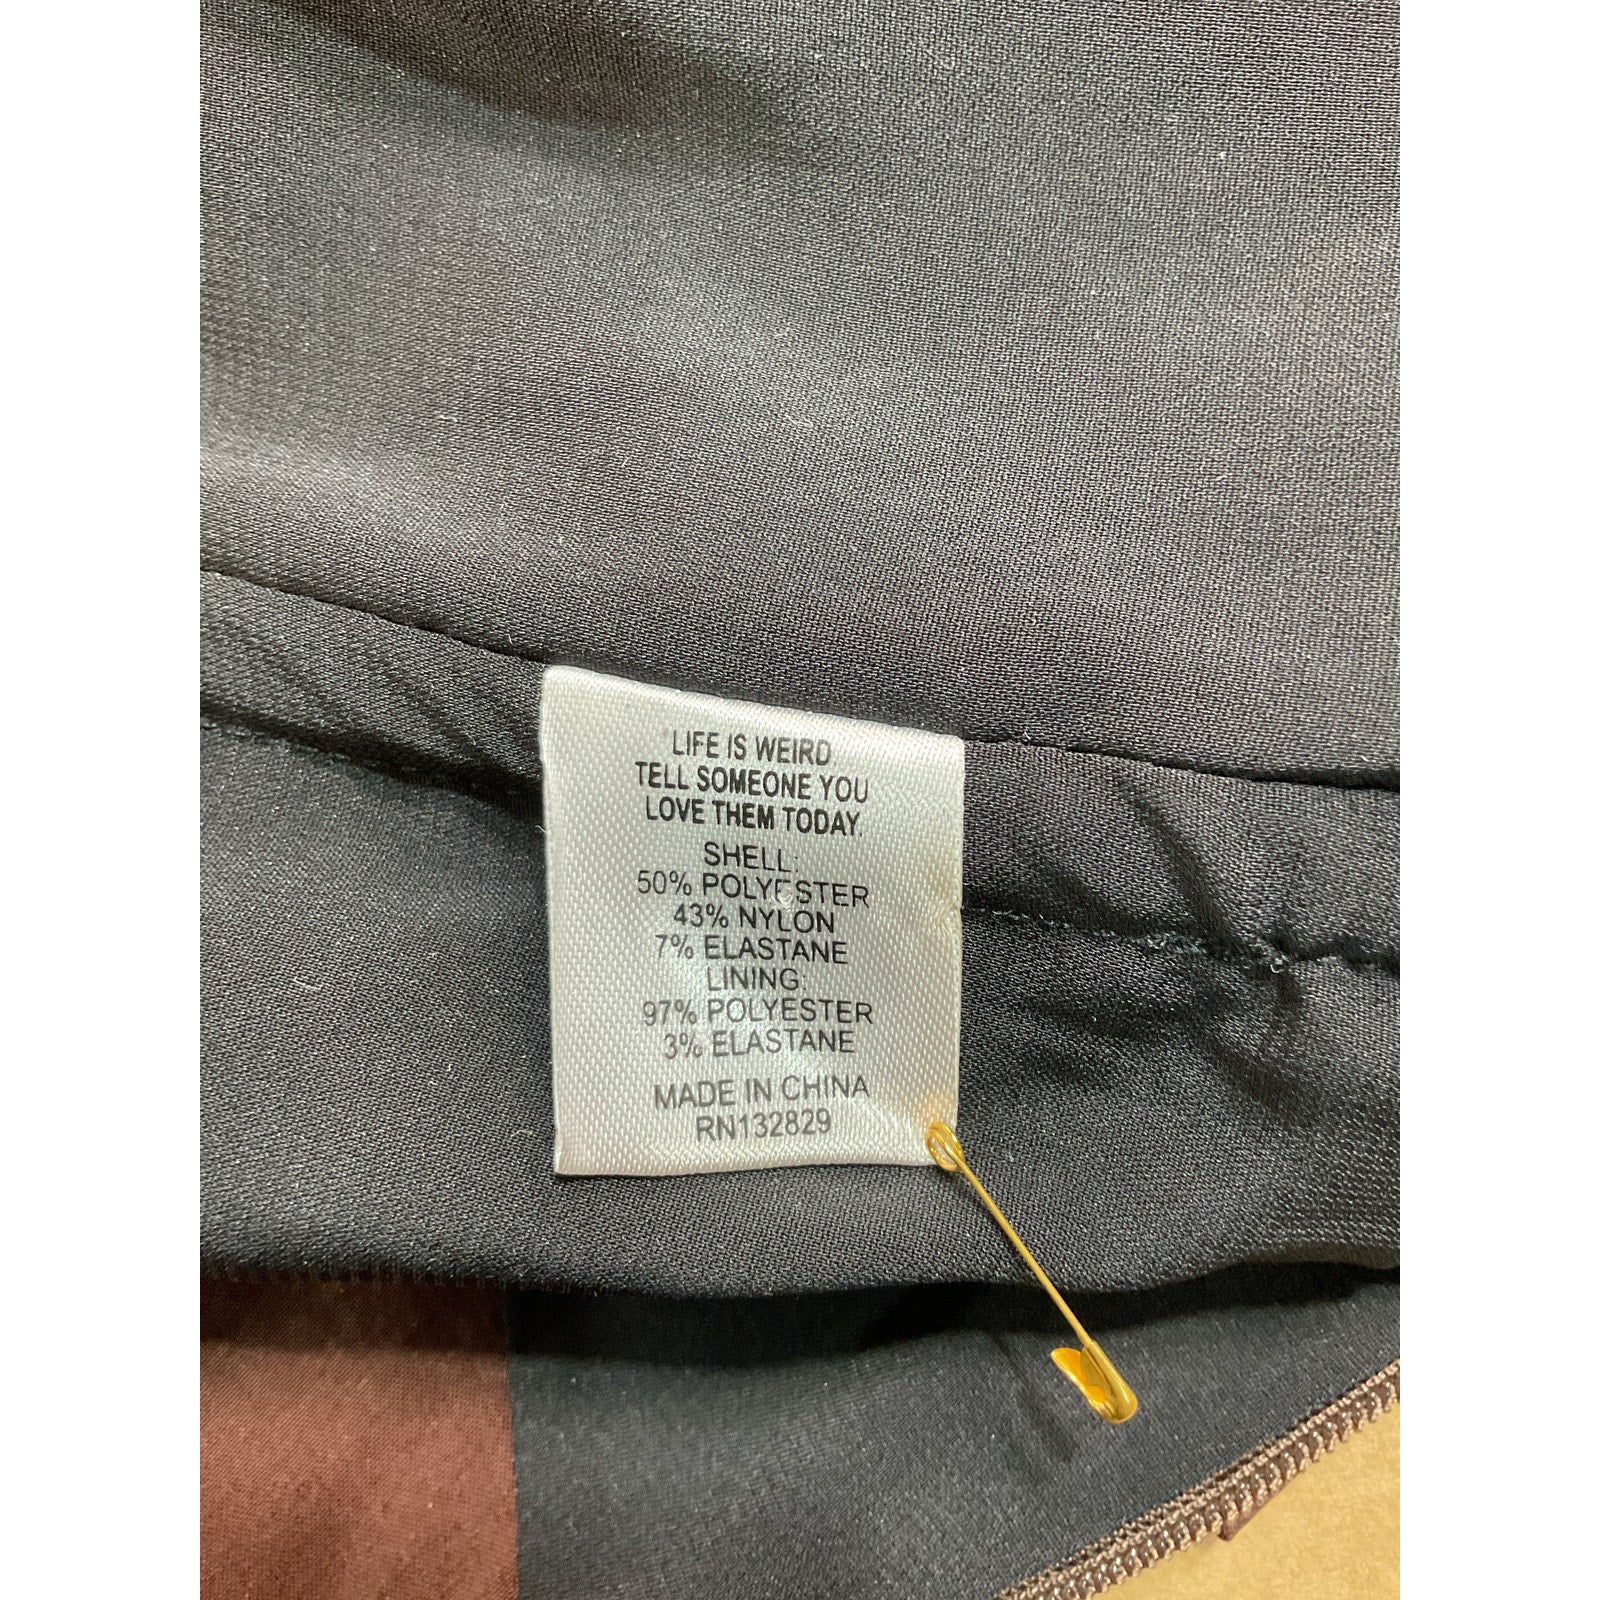 LIFE IS WEIRD
TELL SOMEONE YOU
LOVE THEM TODAY.
SHELL:
50% POLYESTER
43% NYLON
7% ELASTANE
LINING:
97% POLYESTER
3% ELASTANE
MADE IN CHINA
RN132829